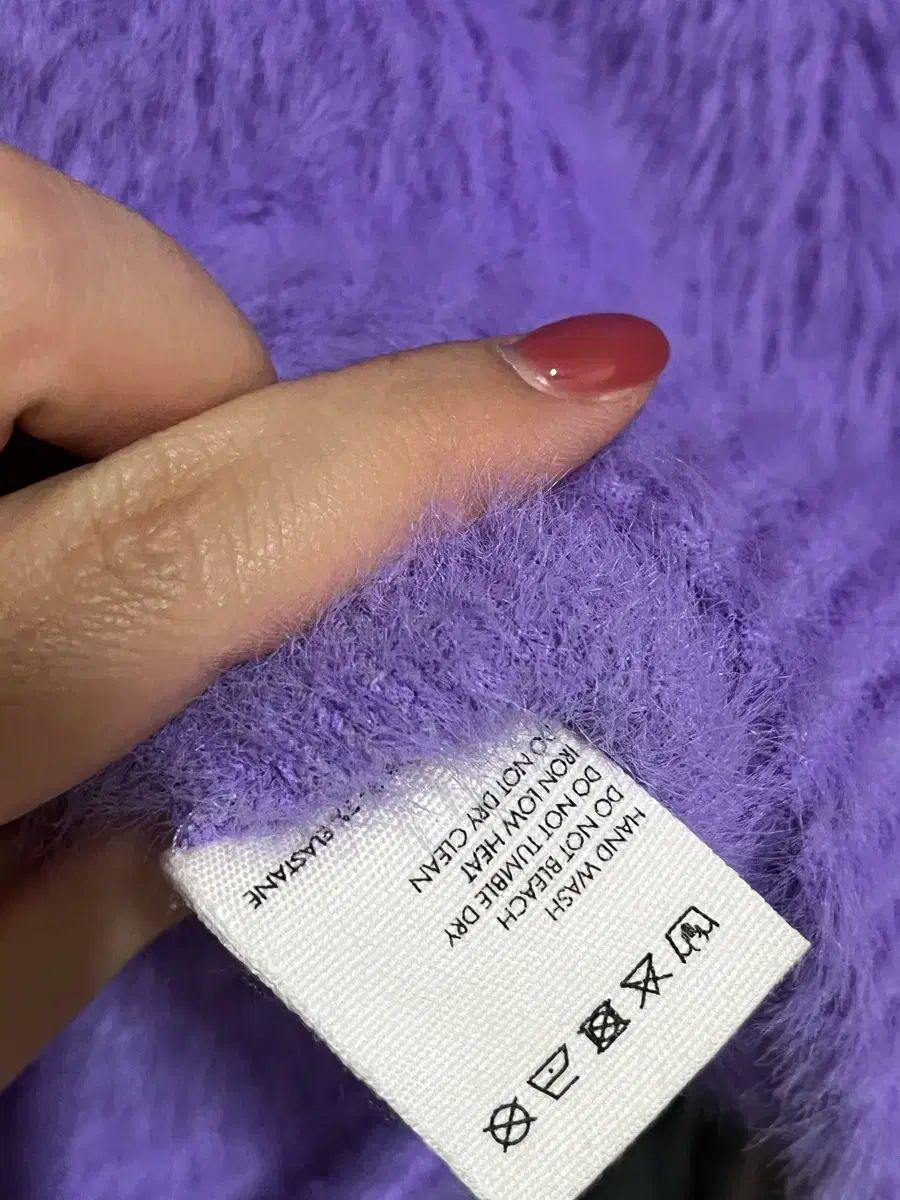 ELASTANE
HAND WASH
DO NOT BLEACH
DO NOT TUMBLE DRY
IRON LOW HEAT
DO NOT DRY CLEAN